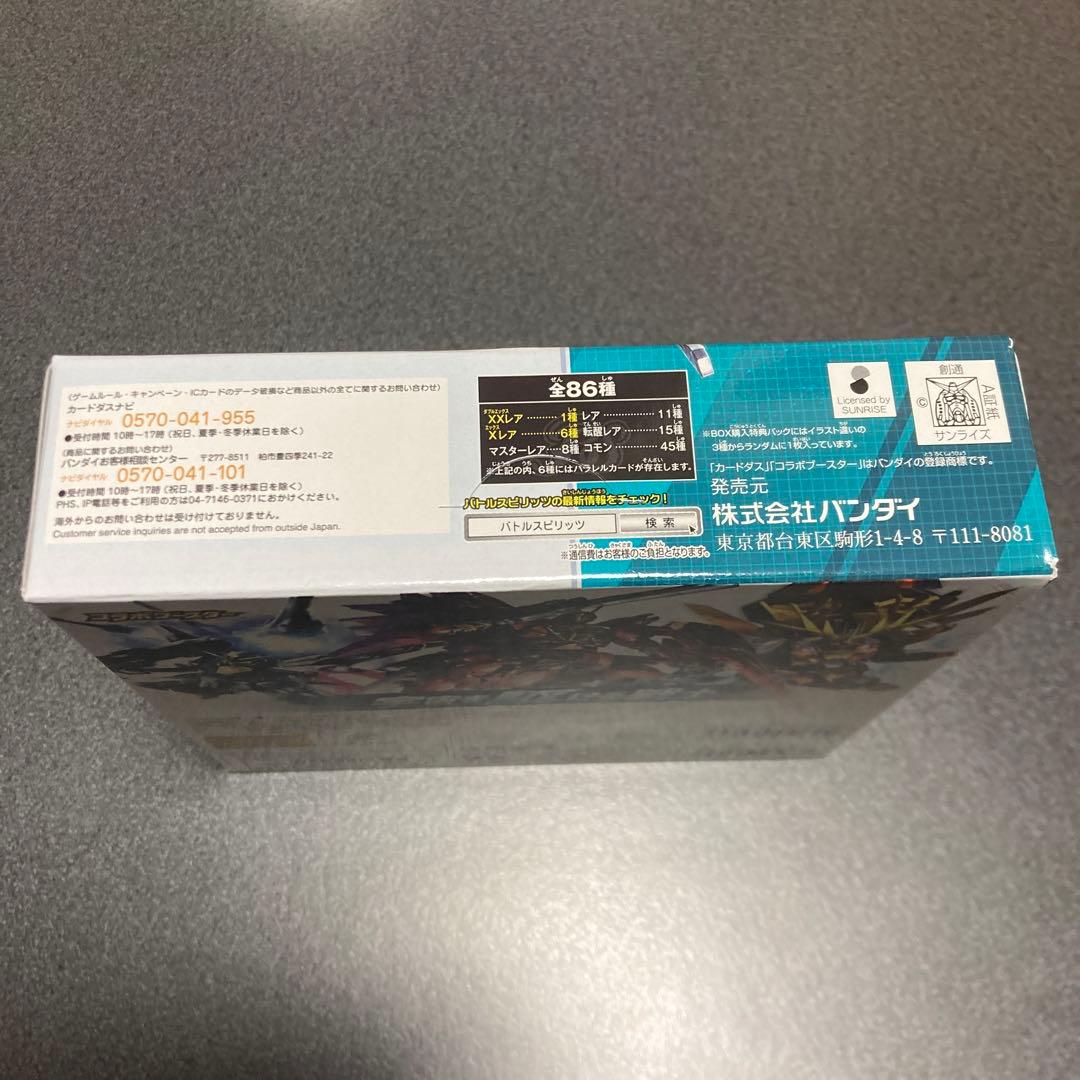 〈ゲームルール・キャンペーン・ICカードのデータ破損など商品以外の全てに関するお問い合わせ〉
カードダスナビ
ナビダイヤル 0570-041-955
●受付時間 10時〜17時 (祝日、夏季・冬季休業日を除く)
(商品に関するお問い合わせ)
バンダイお客様相談センター 〒277-8511 柏市豊四季241-22
ナビダイヤル 0570-041-101
●受付時間 10時〜17時 (祝日、夏季・冬季休業日を除く)
PHS、IP電話等をご利用の方は04-7146-0371におかけください。
海外からのお問い合わせは受け付けておりません。
Customer service inquiries are not accepted from outside Japan.
全86種
XXレア ……… 1種
Xレア ……… 6種
マスターレア …… 8種
レア ……… 11種
転醒レア …… 15種
コモン …… 45種
※上記の内、6種にはパラレルカードが存在します。
バトルスピリッツの最新情報をチェック!
バトルスピリッツ 検索
※通信費はお客様のご負担となります。
Licensed by
SUNRISE
©
創通
サンライズ
A証紙
※BOX購入特典パックにはイラスト違いの
3種からランダムに1枚入っています。
「カードダス」「コラボブースター」はバンダイの登録商標です。
発売元
株式会社バンダイ
東京都台東区駒形1-4-8 〒111-8081
コラボブースター